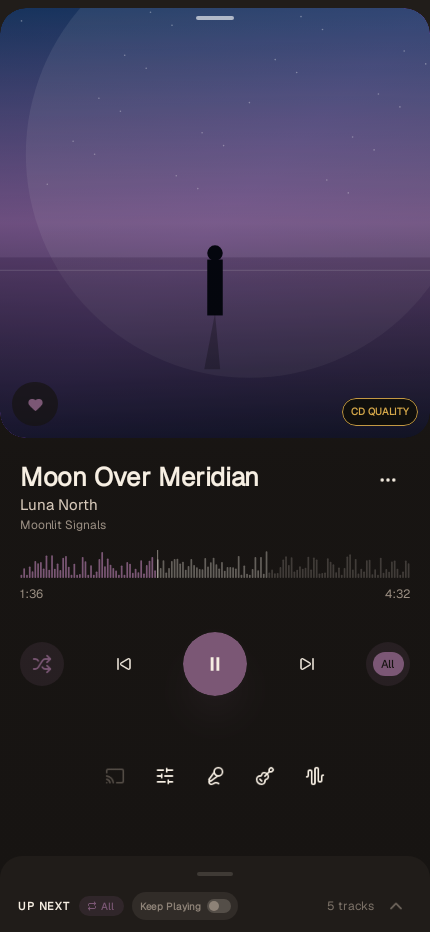 CD QUALITY
Moon Over Meridian
Luna North
Moonlit Signals
1:36
4:32
All
UP NEXT
All
Keep Playing
5 tracks